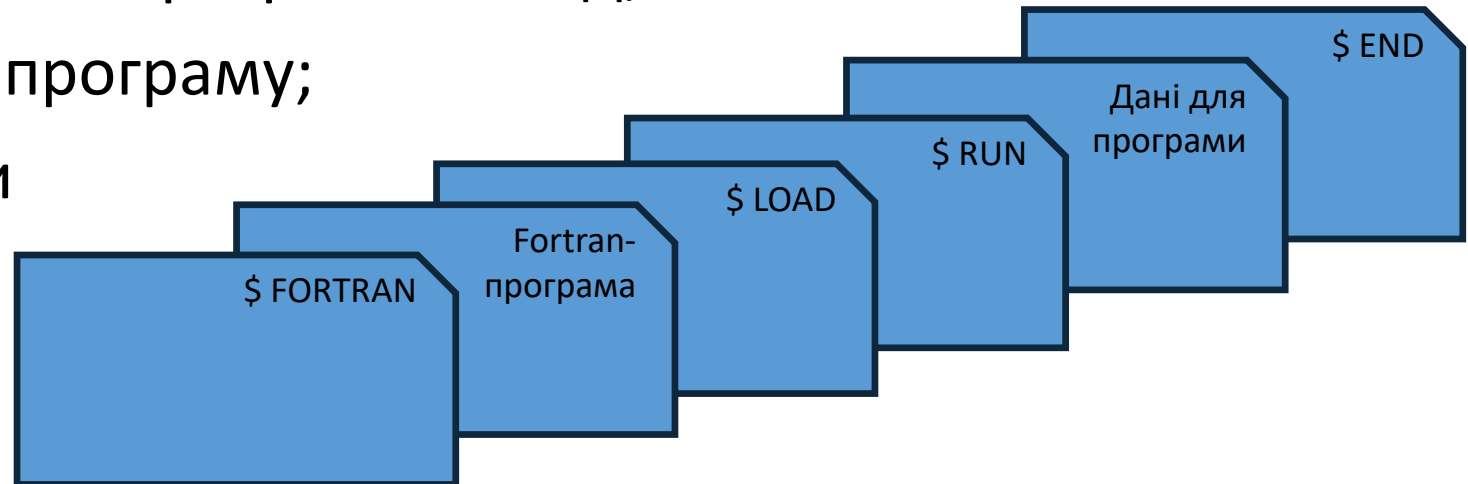 програму;
и
$ FORTRAN
Fortran-
програма
$ LOAD
$ RUN
Дані для
програми
$ END